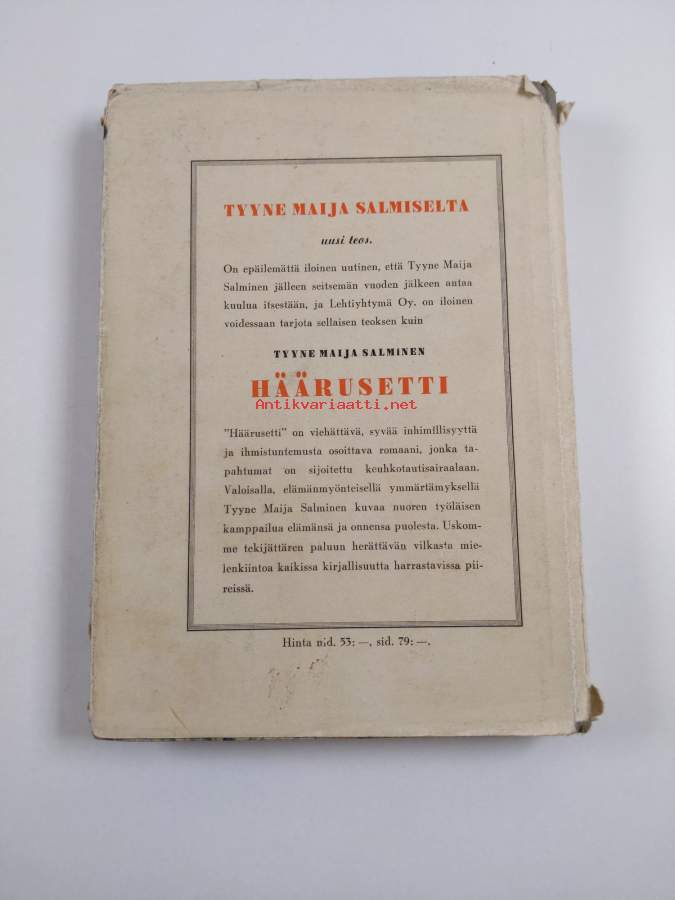 TYYNE MAIJA SALMISELTA
uusi teos.
On epäilemättä iloinen uutinen, että Tyyne Maija
Salminen jälleen seitsemän vuoden jälkeen antaa
kuulua itsestään, ja Lehtiyhtymä Oy. on iloinen
voidessaan tarjota sellaisen teoksen kuin
TYYNE MAIJA SALMINEN
HÄÄRUSETTI
Antikvariaatti.net
"Häärusetti" on viehättävä, syvää inhimillisyyttä
ja ihmistuntemusta osoittava romaani, jonka ta-
pahtumat on sijoitettu keuhkotautisairaalaan.
Valoisalla, elämänmyönteisellä ymmärtämyksellä
Tyyne Maija Salminen kuvaa nuoren työläisen
kamppailua elämänsä ja onnensa puolesta. Usko-
mme tekijättären paluun herättävän vilkasta mie-
lenkiintoa kaikissa kirjallisuutta harrastavissa pii-
reissä.
Hinta nid. 53: —, sid. 79: —.